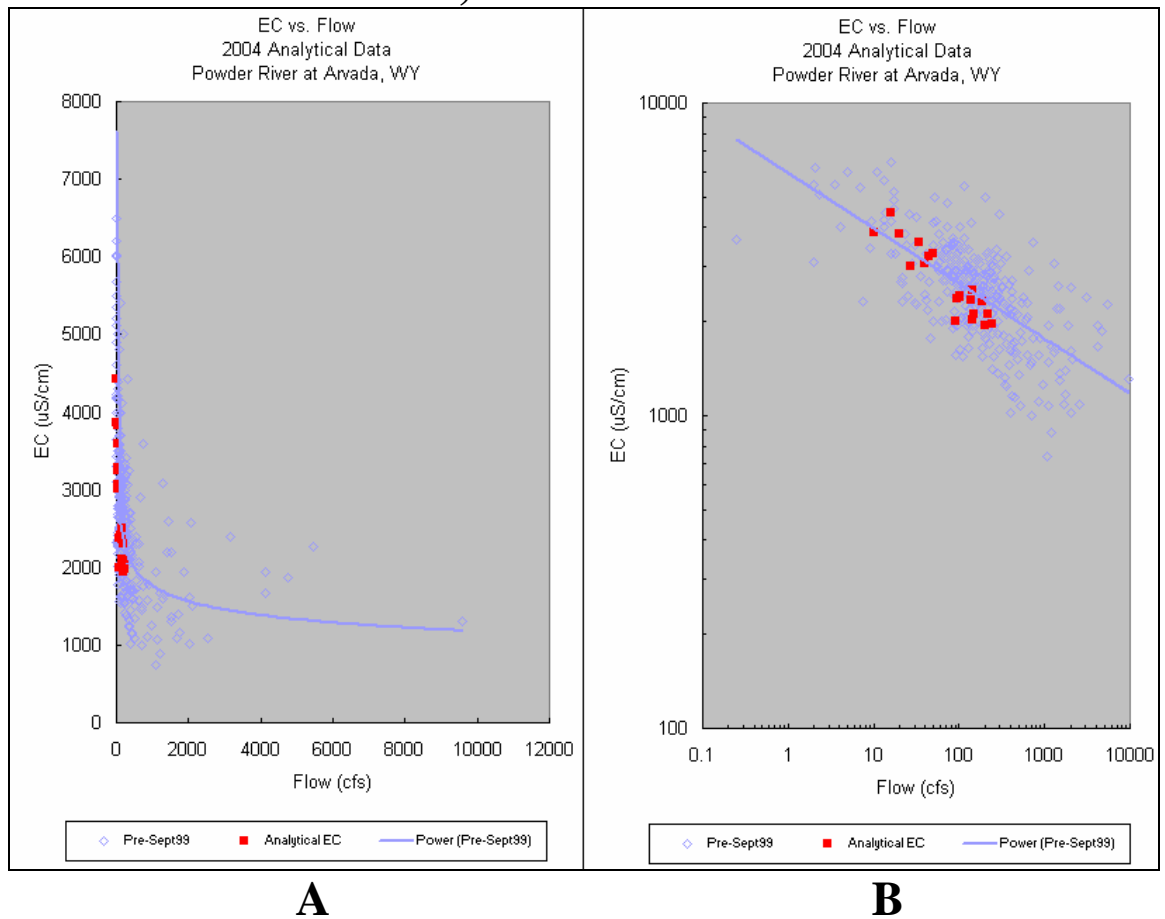 )
EC vs. Flow
2004 Analytical Data
Powder River at Arvada, WY
8000
7000
6000
5000
4000
3000
2000
1000
0
EC (uS/cm)
0 2000 4000 6000 8000 10000 12000
Flow (cfs)
Pre-Sept99 Analytical EC Power (Pre-Sept99)
A
EC vs. Flow
2004 Analytical Data
Powder River at Arvada, WY
10000
1000
100
EC (uS/cm)
0.1 1 10 100 1000 10000
Flow (cfs)
Pre-Sept99 Analytical EC Power (Pre-Sept99)
B